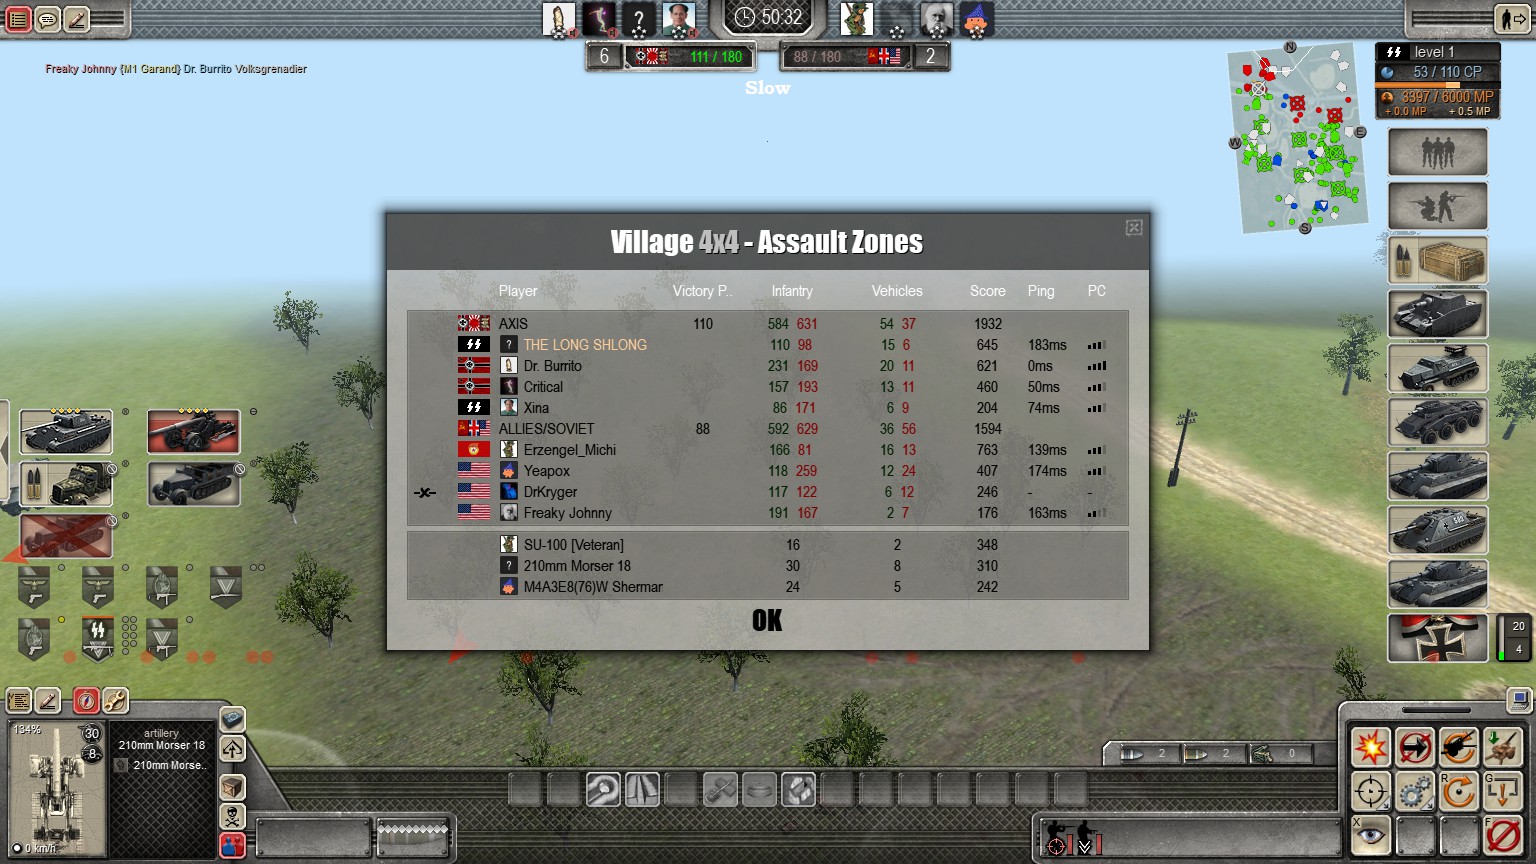 50:32
6 111 / 180 88 / 180 2
Slow
Freaky Johnny {M1 Garand} Dr. Burrito Volksgrenadier
N
W
E
S
level 1
53 / 110 CP
3397 / 6000 MP
+ 0.0 MP + 0.5 MP
Village 4x4 - Assault Zones
Player Victory P.. Infantry Vehicles Score Ping PC
AXIS 110 584 631 54 37 1932
? THE LONG SHLONG 110 98 15 6 645 183ms
Dr. Burrito 231 169 20 11 621 0ms
Critical 157 193 13 11 460 50ms
Xina 86 171 6 9 204 74ms
ALLIES/SOVIET 88 592 629 36 56 1594
Erzengel_Michi 166 81 16 13 763 139ms
Yeapox 118 259 12 24 407 174ms
DrKryger 117 122 6 12 246 - -
Freaky Johnny 191 167 2 7 176 163ms
SU-100 [Veteran] 16 2 348
? 210mm Morser 18 30 8 310
M4A3E8(76)W Shermar 24 5 242
OK
20
4
134%
30
8
artillery
210mm Morser 18
210mm Morse..
0 km/h
2 2 0
R
G
X
F